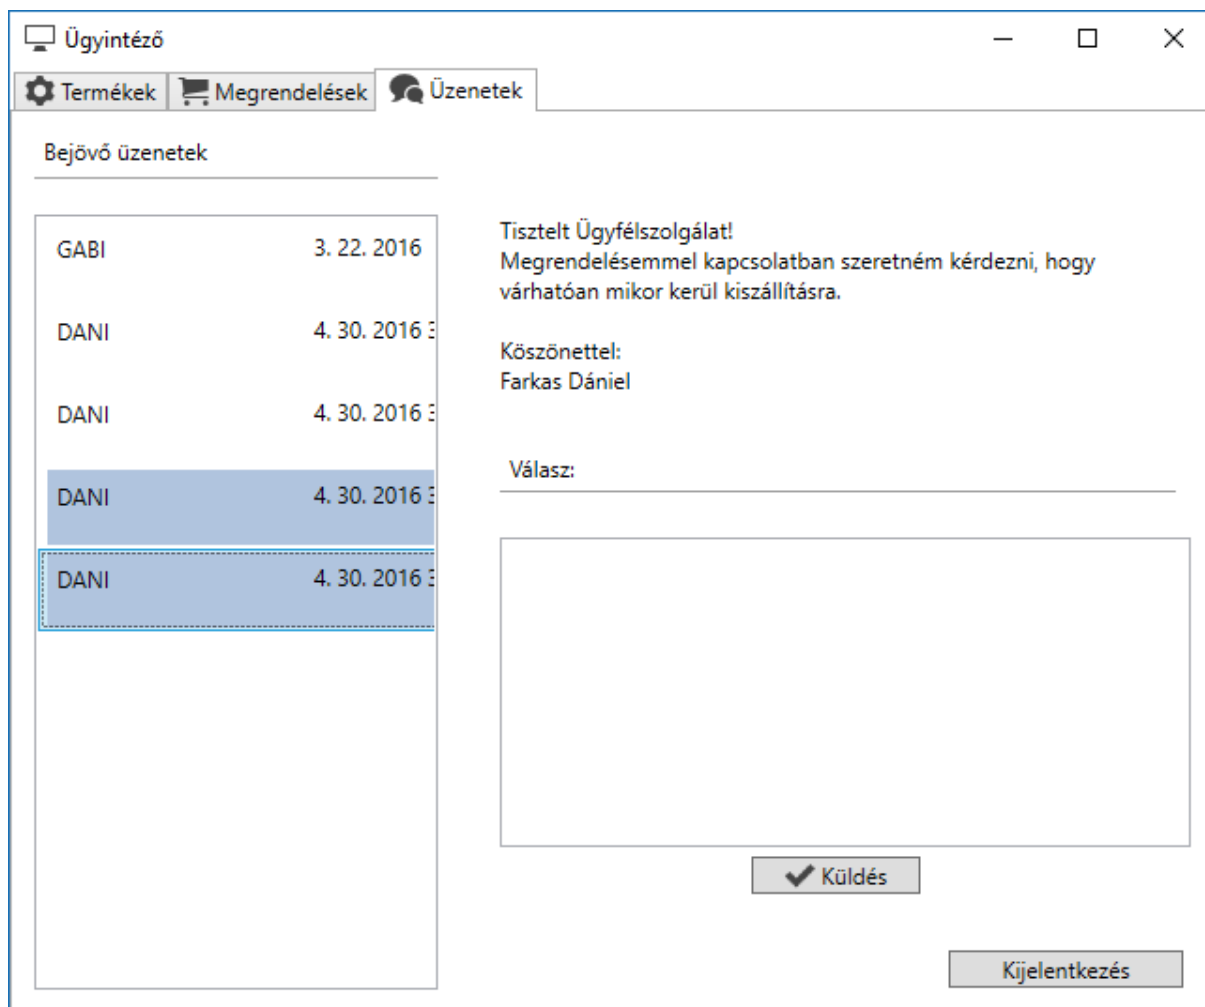 Ügyintéző
Termékek Megrendelések Üzenetek
Bejövő üzenetek
GABI 3. 22. 2016
DANI 4. 30. 2016
DANI 4. 30. 2016
DANI 4. 30. 2016
DANI 4. 30. 2016
Tisztelt Ügyfélszolgálat!
Megrendelésemmel kapcsolatban szeretném kérdezni, hogy
várhatóan mikor kerül kiszállításra.
Köszönettel:
Farkas Dániel
Válasz:
Küldés
Kijelentkezés